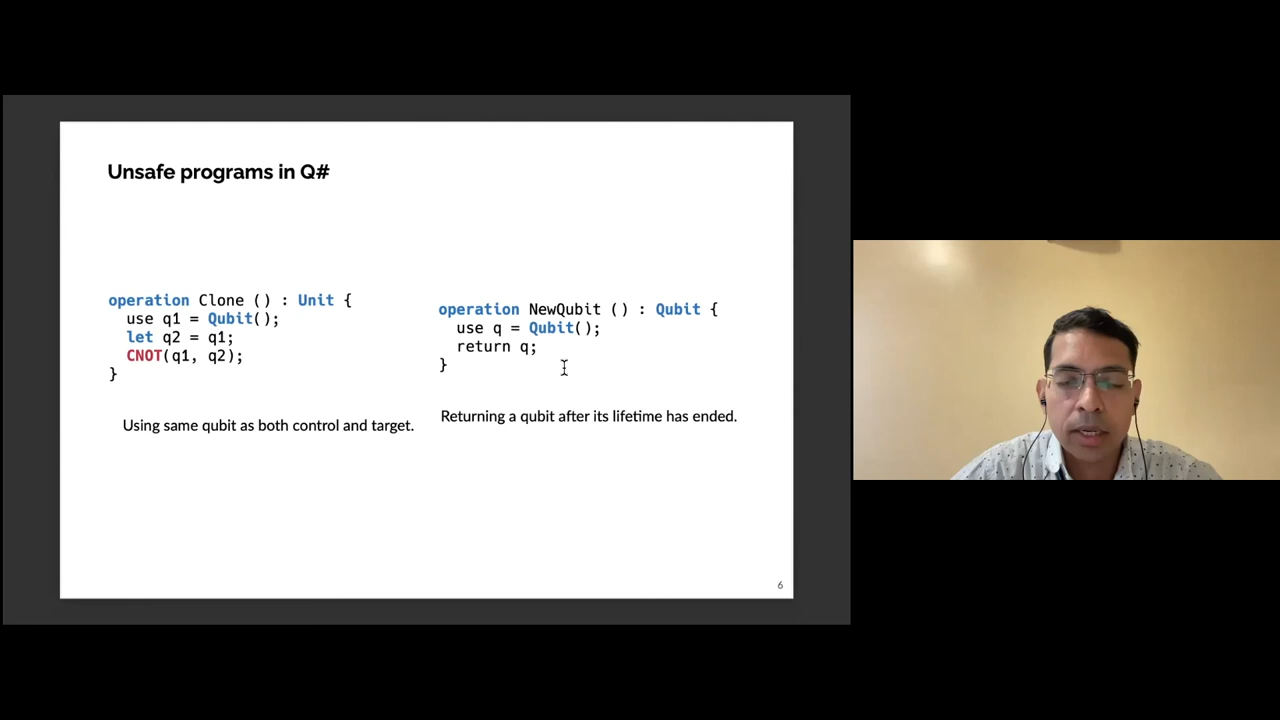 Unsafe programs in Q#
operation Clone () : Unit {
use q1 = Qubit();
let q2 = q1;
CNOT(q1, q2);
}
Using same qubit as both control and target.
operation NewQubit () : Qubit {
use q = Qubit();
return q;
}
Returning a qubit after its lifetime has ended.
6